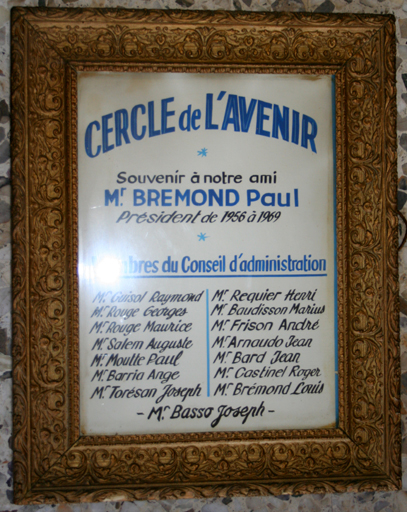 CERCLE de L'AVENIR
Souvenir à notre ami
Mr BREMOND Paul
Président de 1956 à 1969
Membres du Conseil d'administration
Mr Guisol Raymond
Mr Rouge Georges
Mr Rouge Maurice
Mr Salem Auguste
Mr Moutte Paul
Mr Barria Ange
Mr Torésan Joseph
Mr Requier Henri
Mr Baudisson Marius
Mr Frison André
Mr Arnaudo Jean
Mr Bard Jean
Mr Castinel Roger
Mr Brémond Louis
- Mr Basso Joseph -